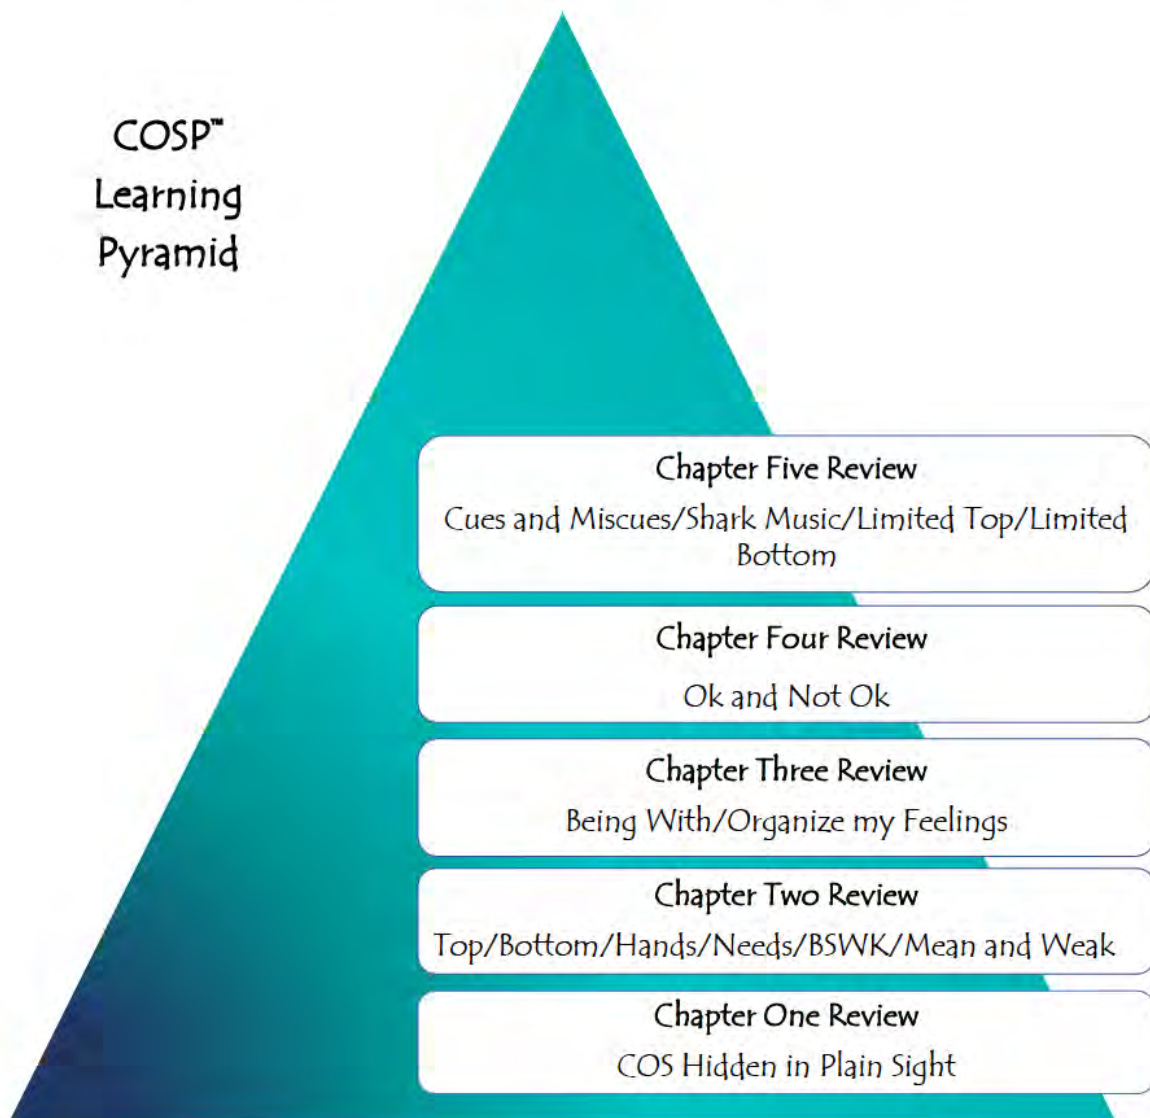 COSP™
Learning
Pyramid
Chapter Five Review
Cues and Miscues/Shark Music/Limited Top/Limited
Bottom
Chapter Four Review
Ok and Not Ok
Chapter Three Review
Being With/Organize my Feelings
Chapter Two Review
Top/Bottom/Hands/Needs/BSWK/Mean and Weak
Chapter One Review
COS Hidden in Plain Sight